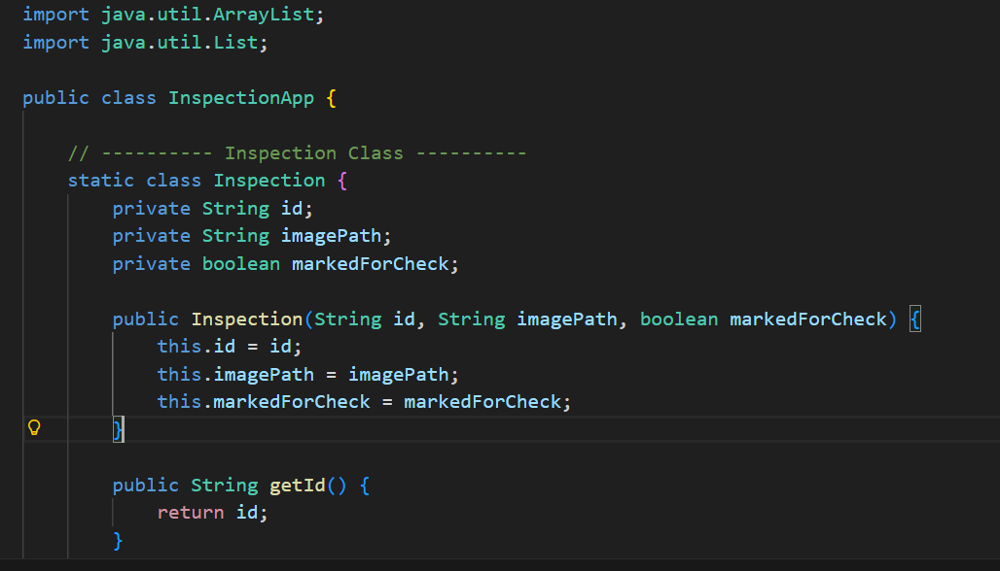 import java.util.ArrayList;
import java.util.List;
public class InspectionApp {
// ---------- Inspection Class ----------
static class Inspection {
private String id;
private String imagePath;
private boolean markedForCheck;
public Inspection(String id, String imagePath, boolean markedForCheck) {
this.id = id;
this.imagePath = imagePath;
this.markedForCheck = markedForCheck;
}
public String getId() {
return id;
}